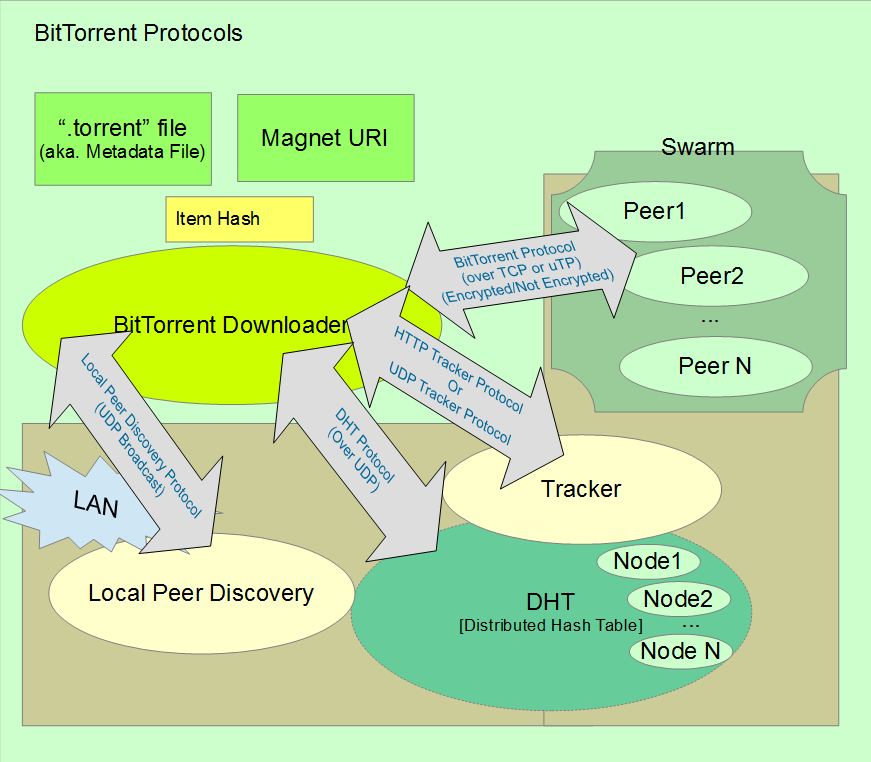 BitTorrent Protocols
“.torrent” file
(aka. Metadata File)
Magnet URI
Item Hash
BitTorrent Downloader
Swarm
Peer1
Peer2
...
Peer N
BitTorrent Protocol
(over TCP or uTP)
(Encrypted/Not Encrypted)
HTTP Tracker Protocol
Or
UDP Tracker Protocol
DHT Protocol
(Over UDP)
Local Peer Discovery Protocol
(UDP Broadcast)
LAN
Local Peer Discovery
Tracker
DHT
[Distributed Hash Table]
Node1
Node2
...
Node N